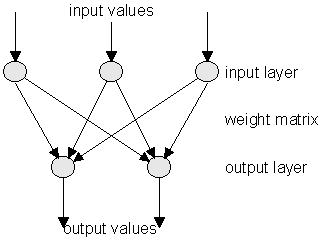 input values
input layer
weight matrix
output layer
output values